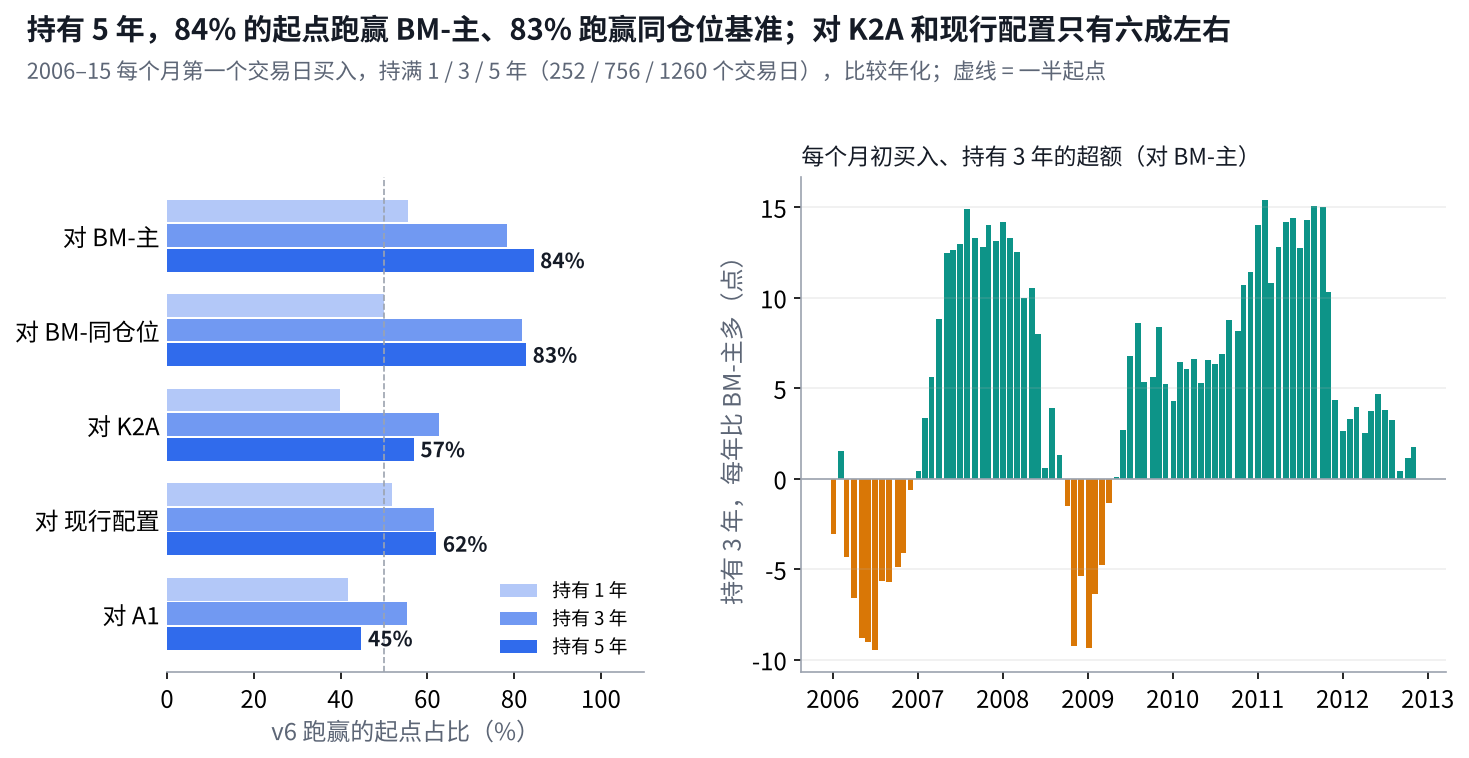 持有 5 年，84% 的起点跑赢 BM-主、83% 跑赢同仓位基准；对 K2A 和现行配置只有六成左右
2006–15 每个月第一个交易日买入，持满 1 / 3 / 5 年（252 / 756 / 1260 个交易日），比较年化；虚线 = 一半起点
对 BM-主
84%
对 BM-同仓位
83%
对 K2A
57%
对 现行配置
62%
对 A1
45%
持有 1 年
持有 3 年
持有 5 年
0 20 40 60 80 100
v6 跑赢的起点占比（%）
每个月初买入、持有 3 年的超额（对 BM-主）
持有 3 年，每年比 BM-主多（点）
15
10
5
0
-5
-10
2006 2007 2008 2009 2010 2011 2012 2013